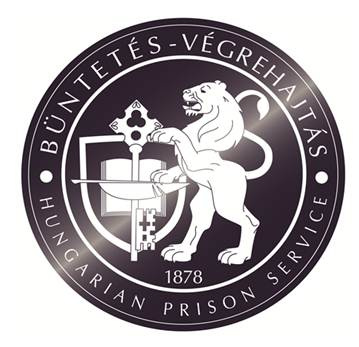 BÜNTETÉS-VÉGREHAJTÁS
1878
HUNGARIAN PRISON SERVICE